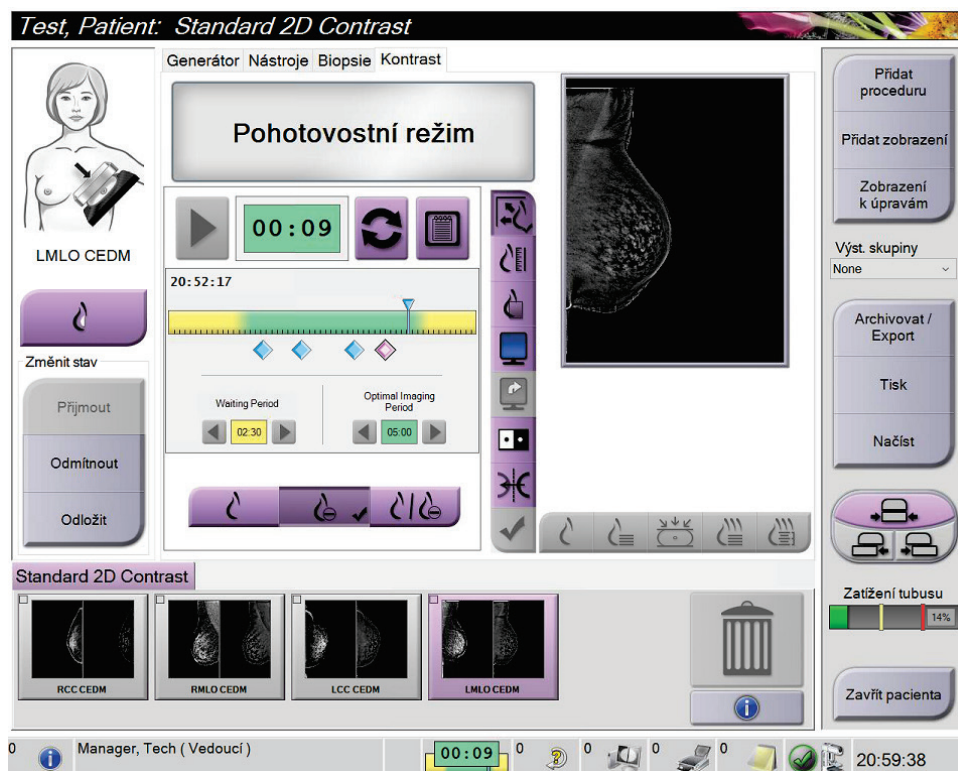 Test, Patient: Standard 2D Contrast
Generátor Nástroje Biopsie Kontrast
Pohotovostní režim
LMLO CEDM
00:09
20:52:17
Waiting Period
Optimal Imaging
Period
02:30
05:00
Změnit stav
Přijmout
Odmítnout
Odložit
Přidat
proceduru
Přidat zobrazení
Zobrazení
k úpravám
Výst. skupiny
None
Archivovat /
Export
Tisk
Načíst
Zatížení tubusu
14%
Zavřít pacienta
Standard 2D Contrast
RCC CEDM
RMLO CEDM
LCC CEDM
LMLO CEDM
0
Manager, Tech ( Vedoucí )
00:09
0
0
0
0
20:59:38